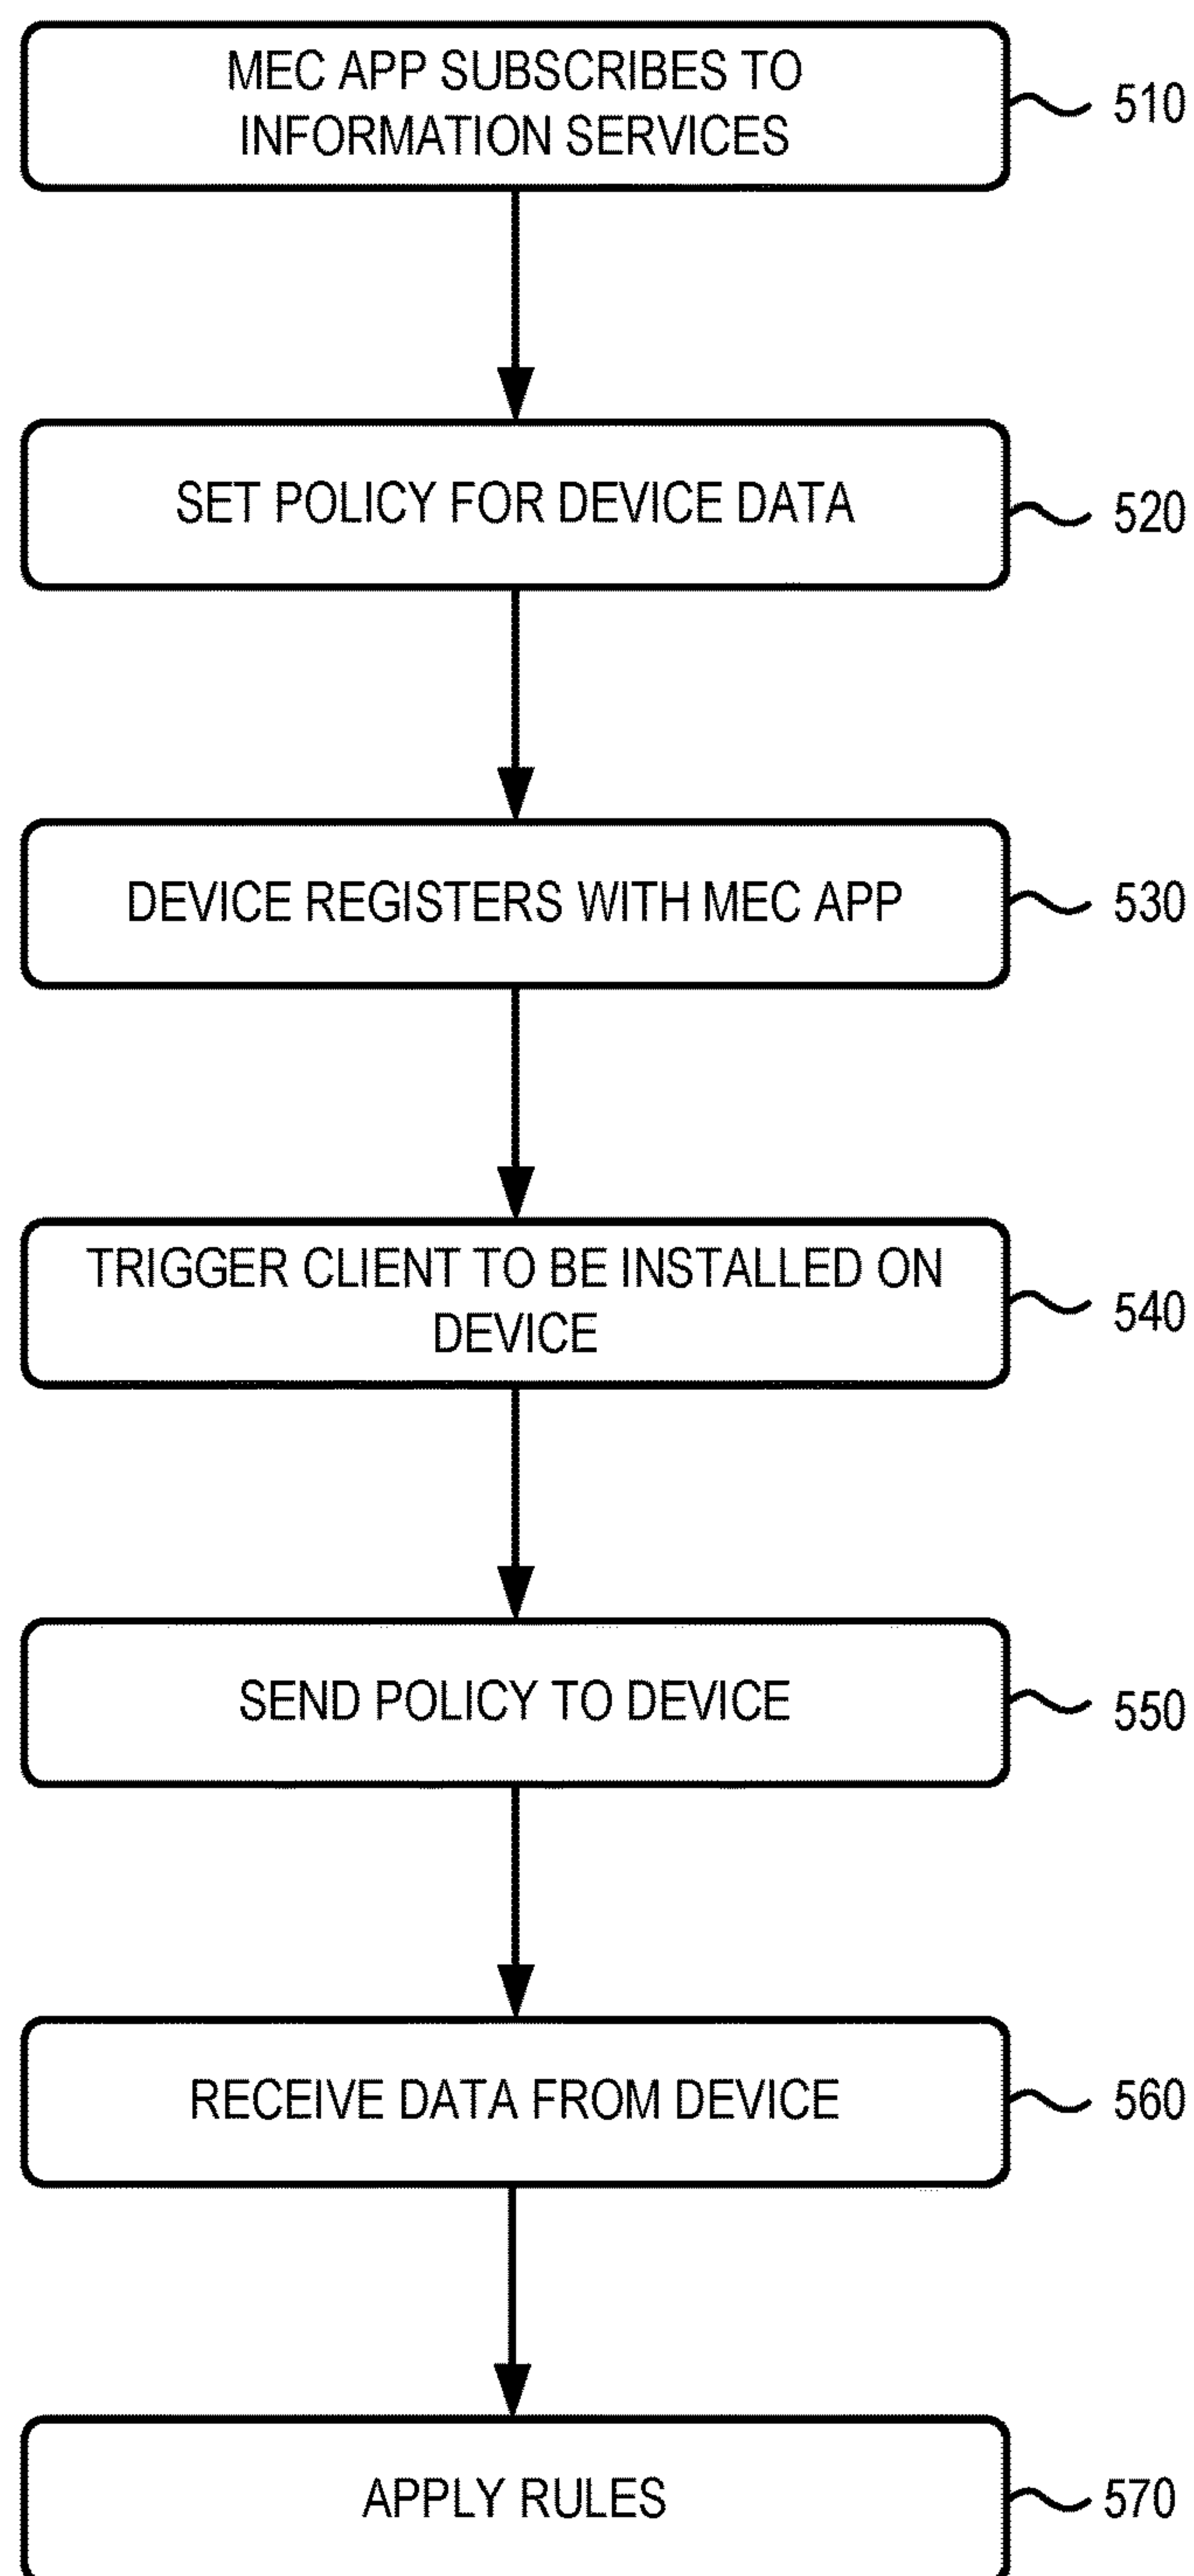 MEC APP SUBSCRIBES TO
INFORMATION SERVICES
510
SET POLICY FOR DEVICE DATA
520
DEVICE REGISTERS WITH MEC APP
530
TRIGGER CLIENT TO BE INSTALLED ON
DEVICE
540
SEND POLICY TO DEVICE
550
RECEIVE DATA FROM DEVICE
560
APPLY RULES
570